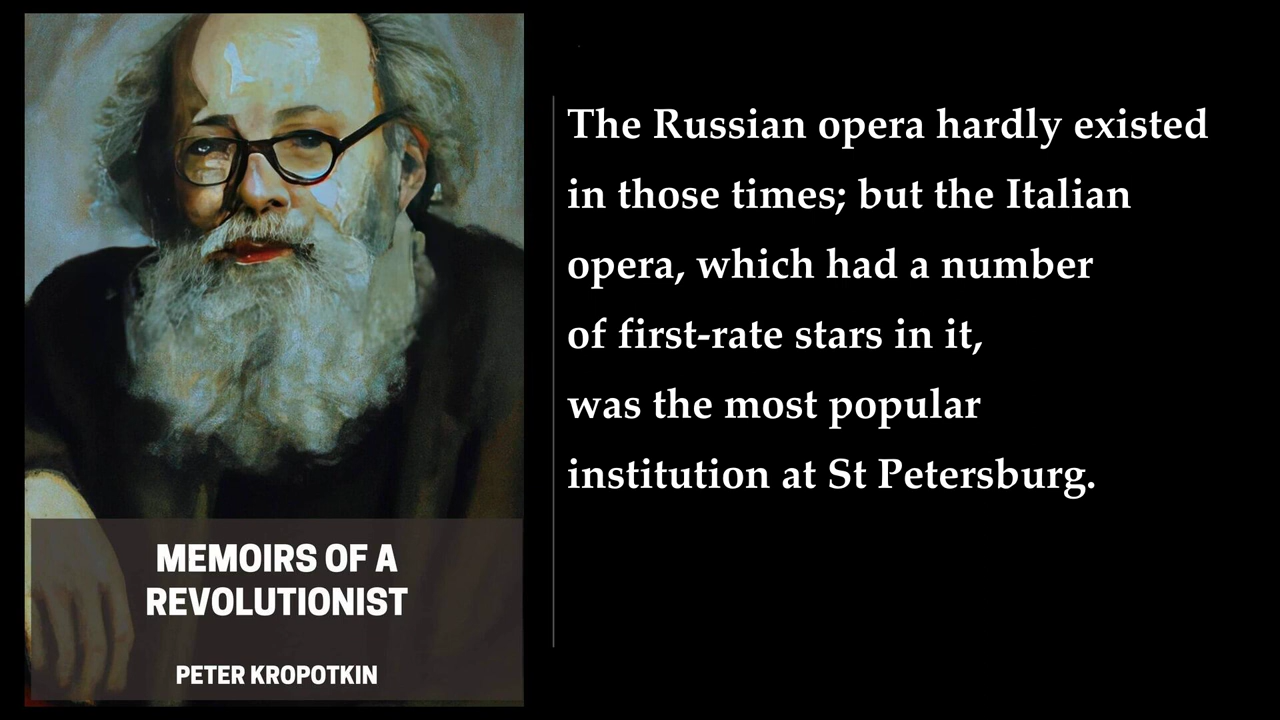 MEMOIRS OF A
REVOLUTIONIST
PETER KROPOTKIN
The Russian opera hardly existed
in those times; but the Italian
opera, which had a number
of first-rate stars in it,
was the most popular
institution at St Petersburg.